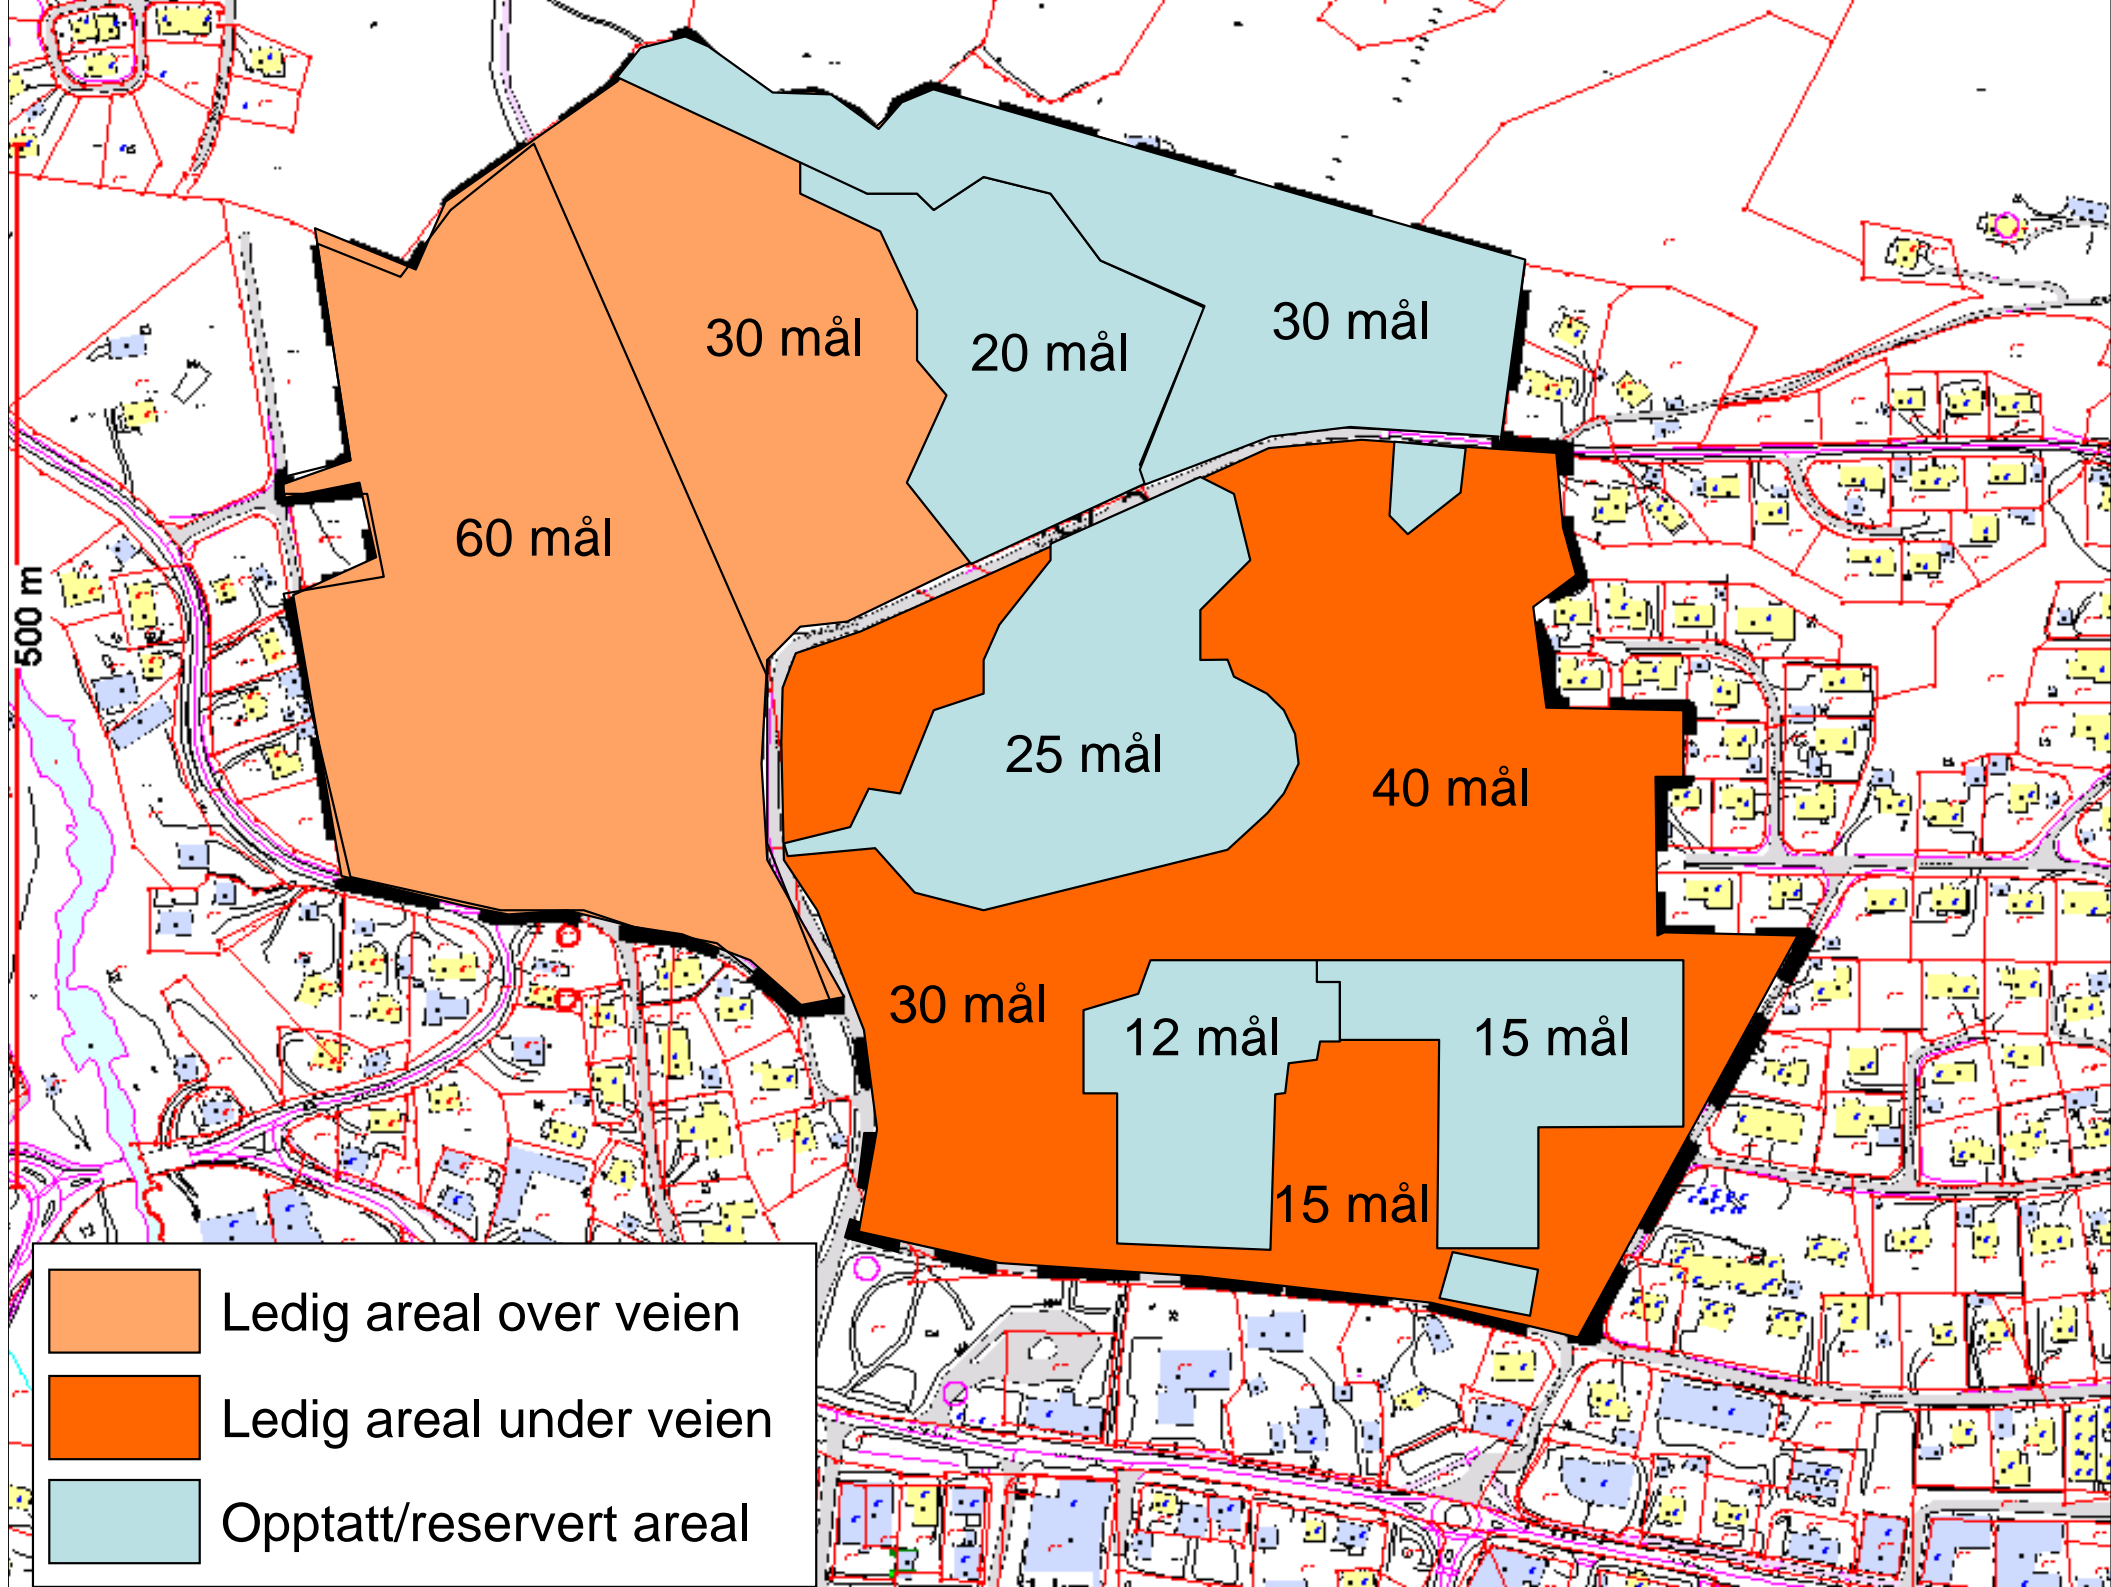 30 mål
30 mål
20 mål
60 mål
500 m
25 mål
40 mål
30 mål
12 mål
15 mål
15 mål
Ledig areal over veien
Ledig areal under veien
Opptatt/reservert areal